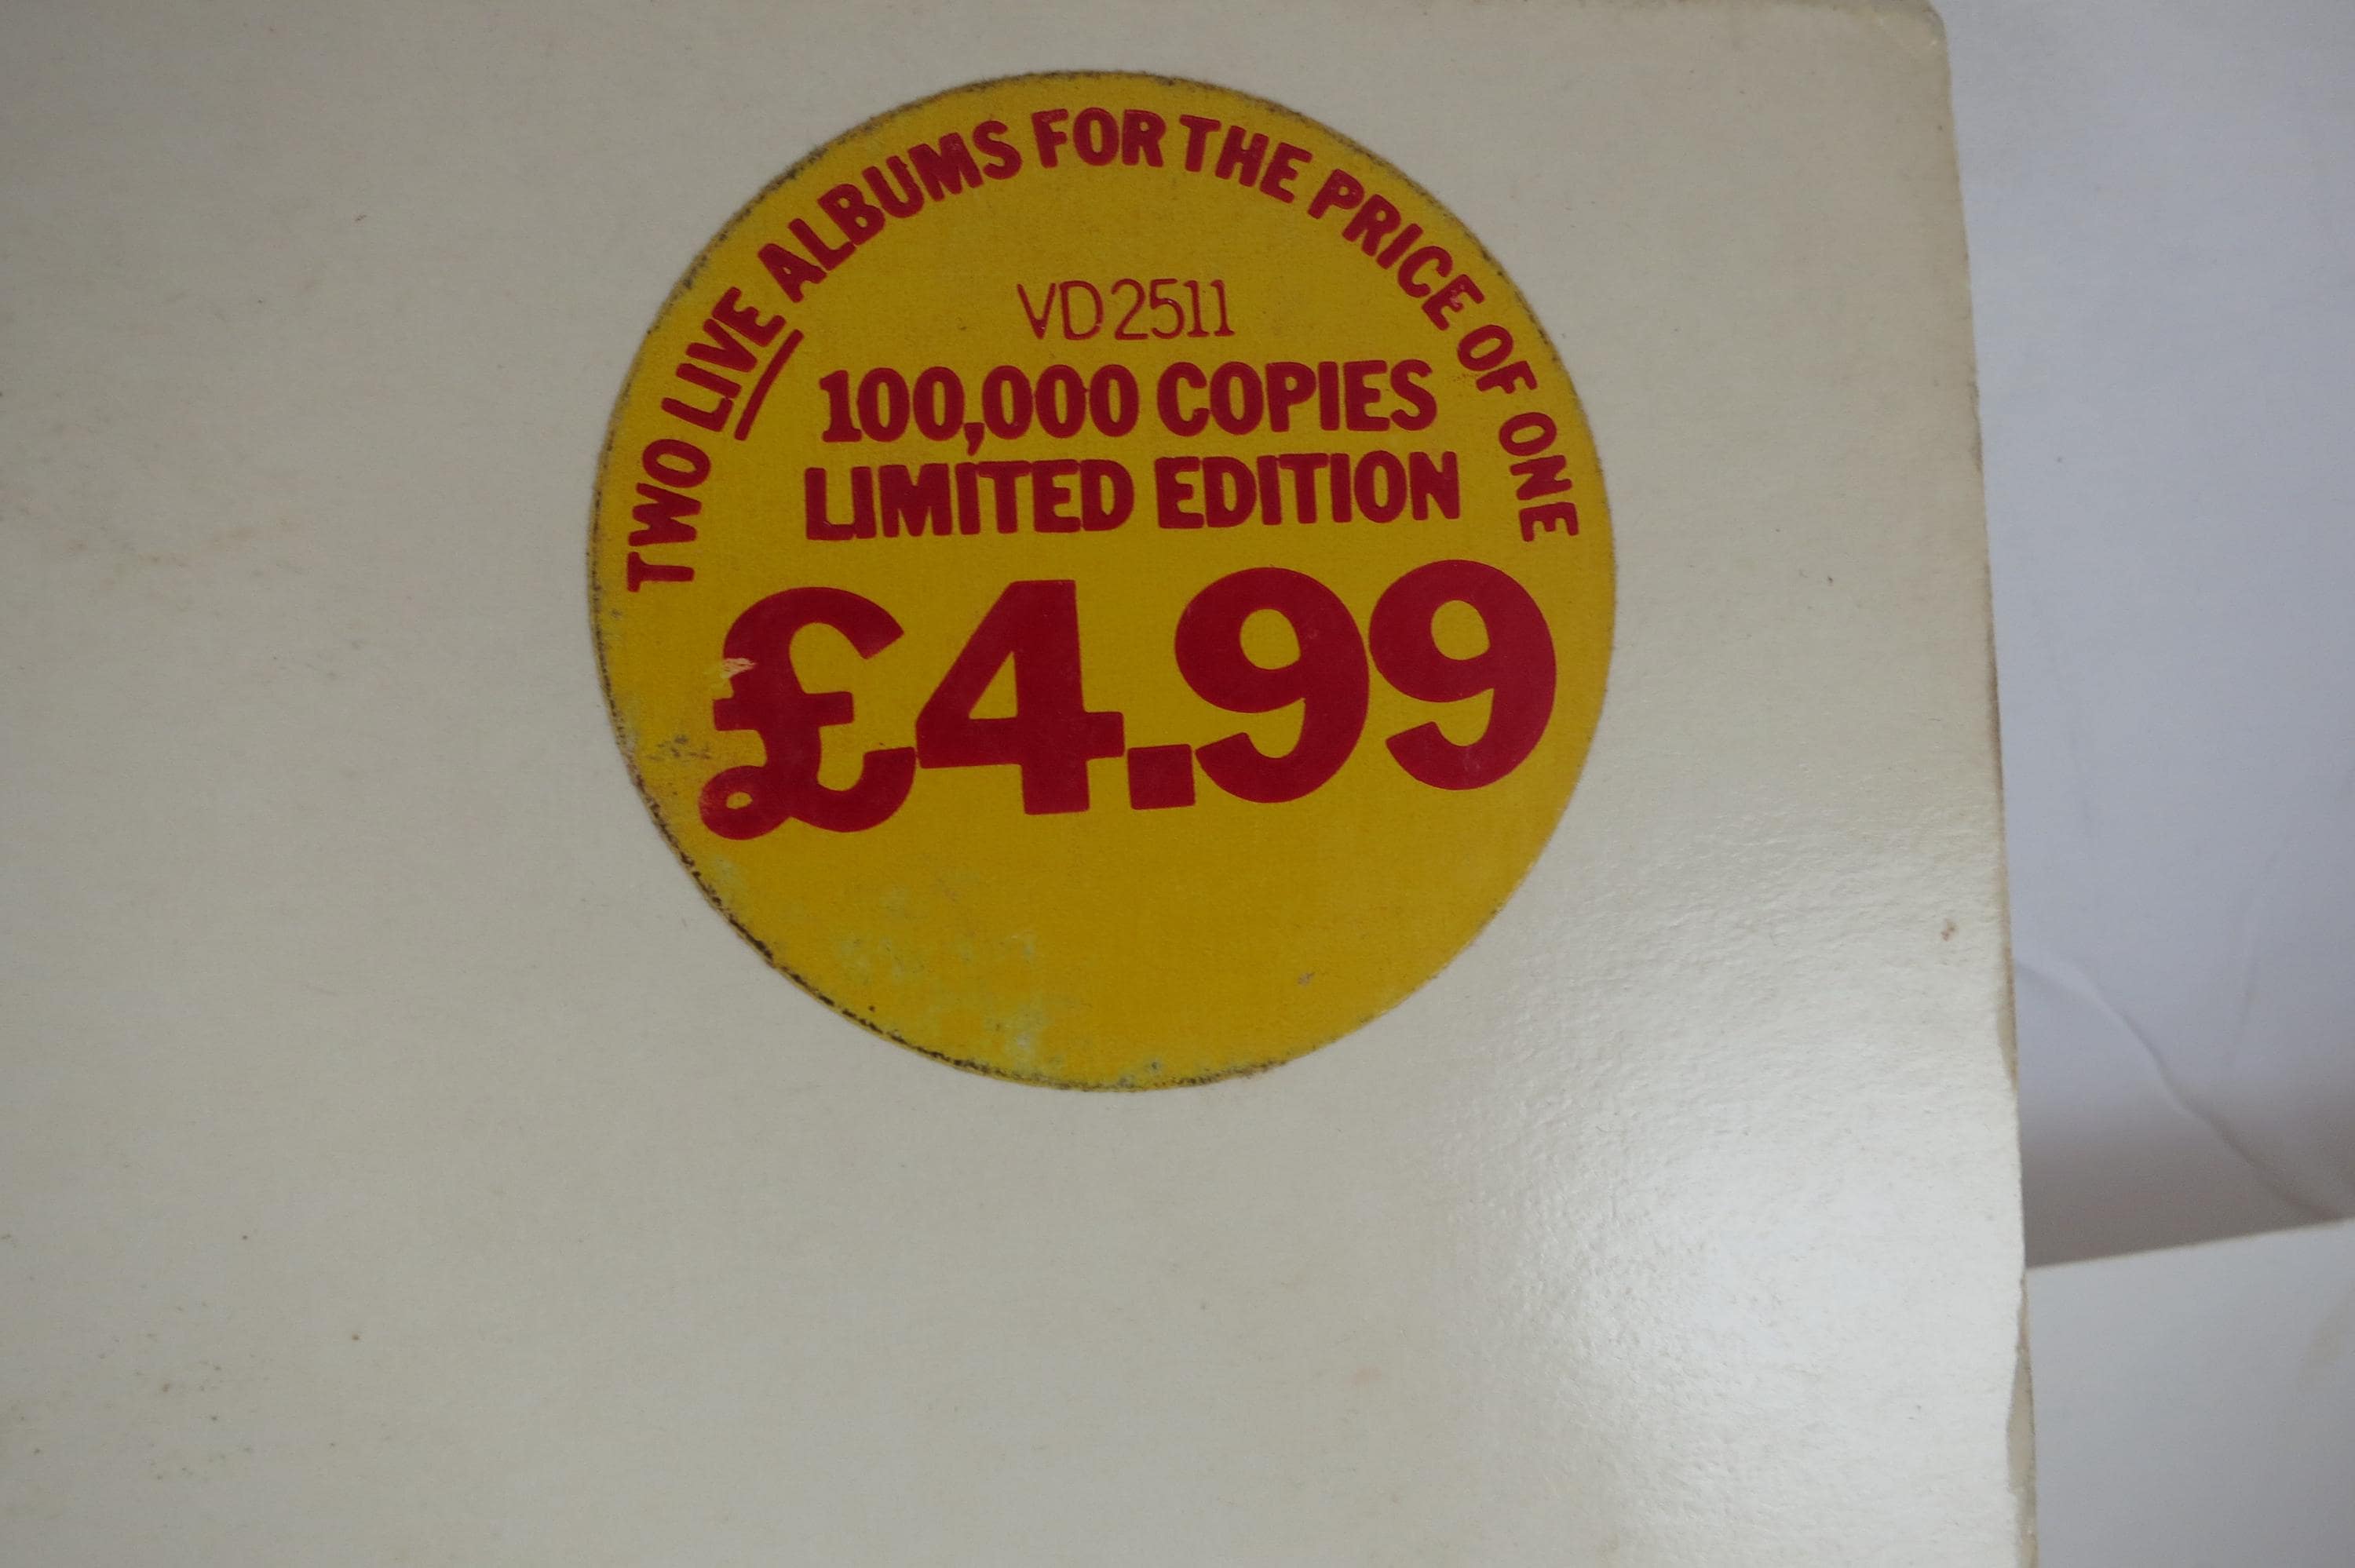 TWO LIVE ALBUMS FOR THE PRICE OF ONE
VD 2511
100,000 COPIES
LIMITED EDITION
£4.99